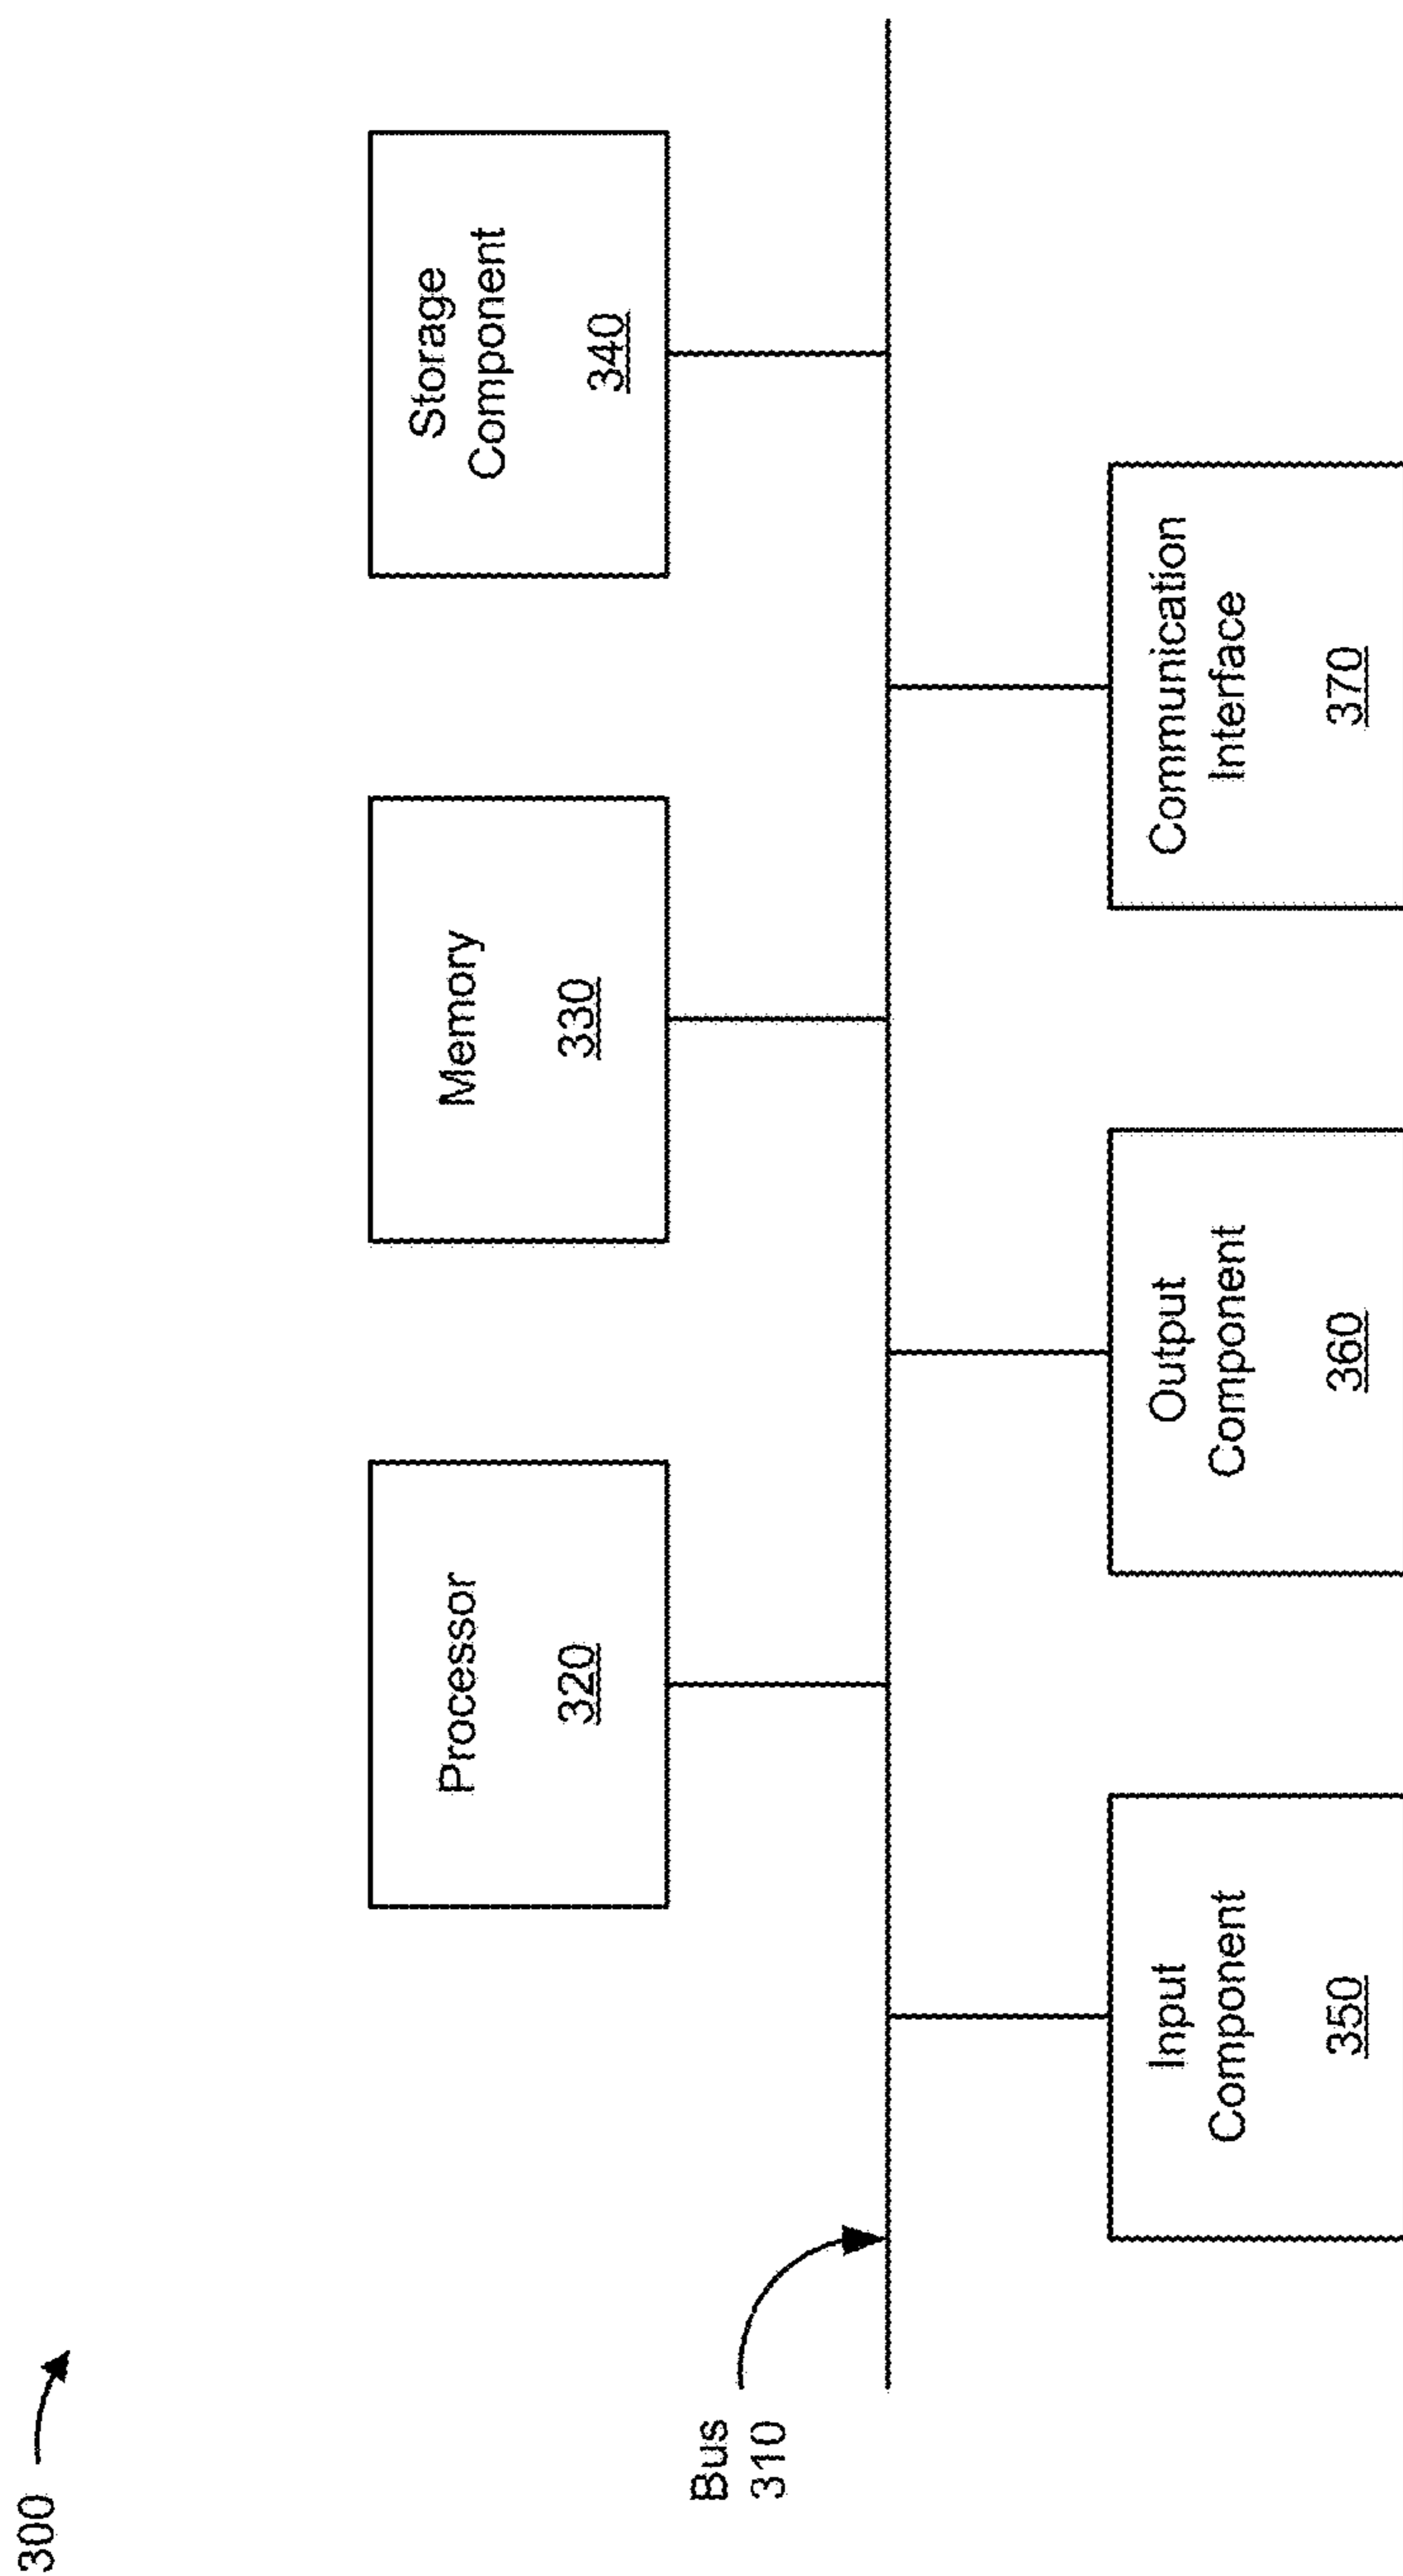 300
Processor
320
Memory
330
Storage
Component
340
Bus
310
Input
Component
350
Output
Component
360
Communication
Interface
370